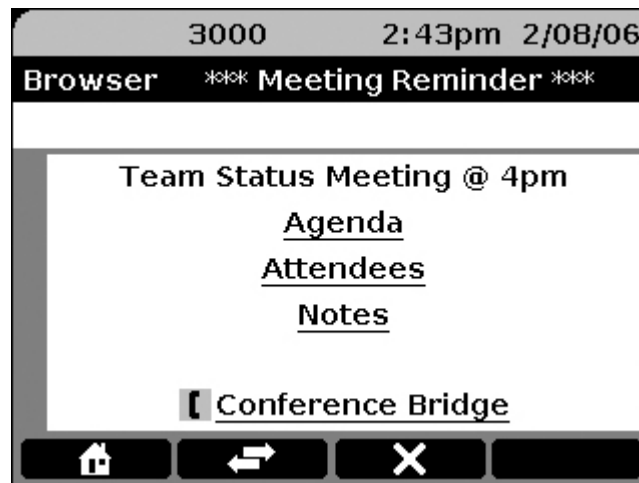 3000 2:43pm 2/08/06
Browser *** Meeting Reminder ***
Team Status Meeting @ 4pm
Agenda
Attendees
Notes
Conference Bridge